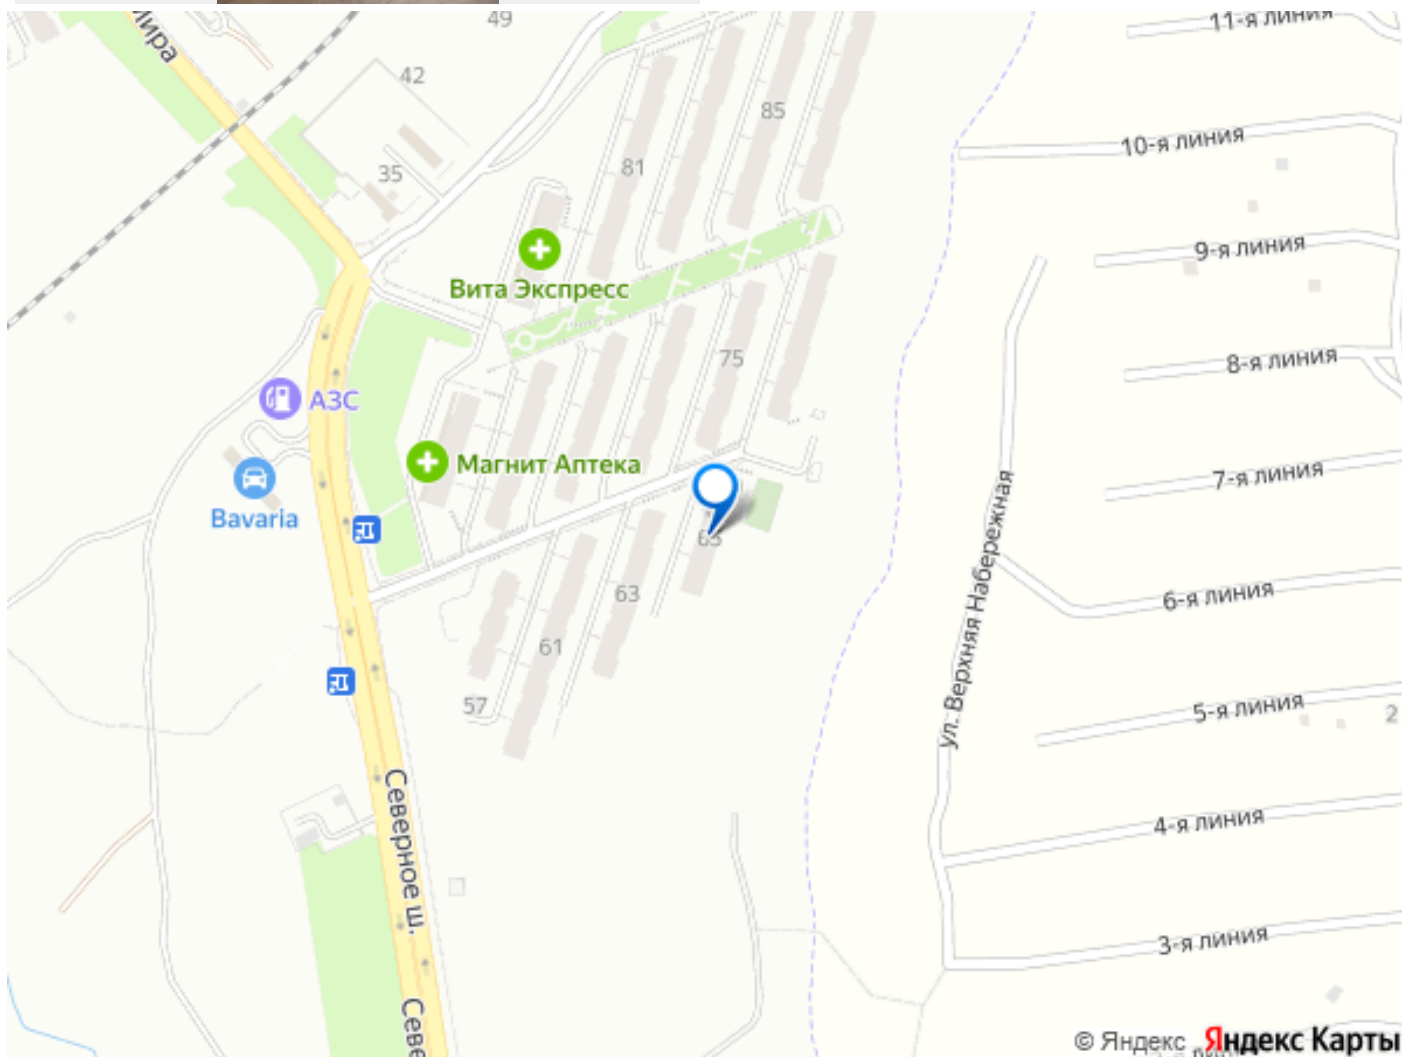 Мира
49
11-я линия
42
85
10-я линия
35
81
9-я линия
Вита Экспресс
75
8-я линия
АЗС
Магнит Аптека
7-я линия
Bavaria
65
ул. Верхняя Набережная
63
6-я линия
61
57
5-я линия
2
Северное ш.
4-я линия
3-я линия
Севе
© Яндекс Яндекс Карты